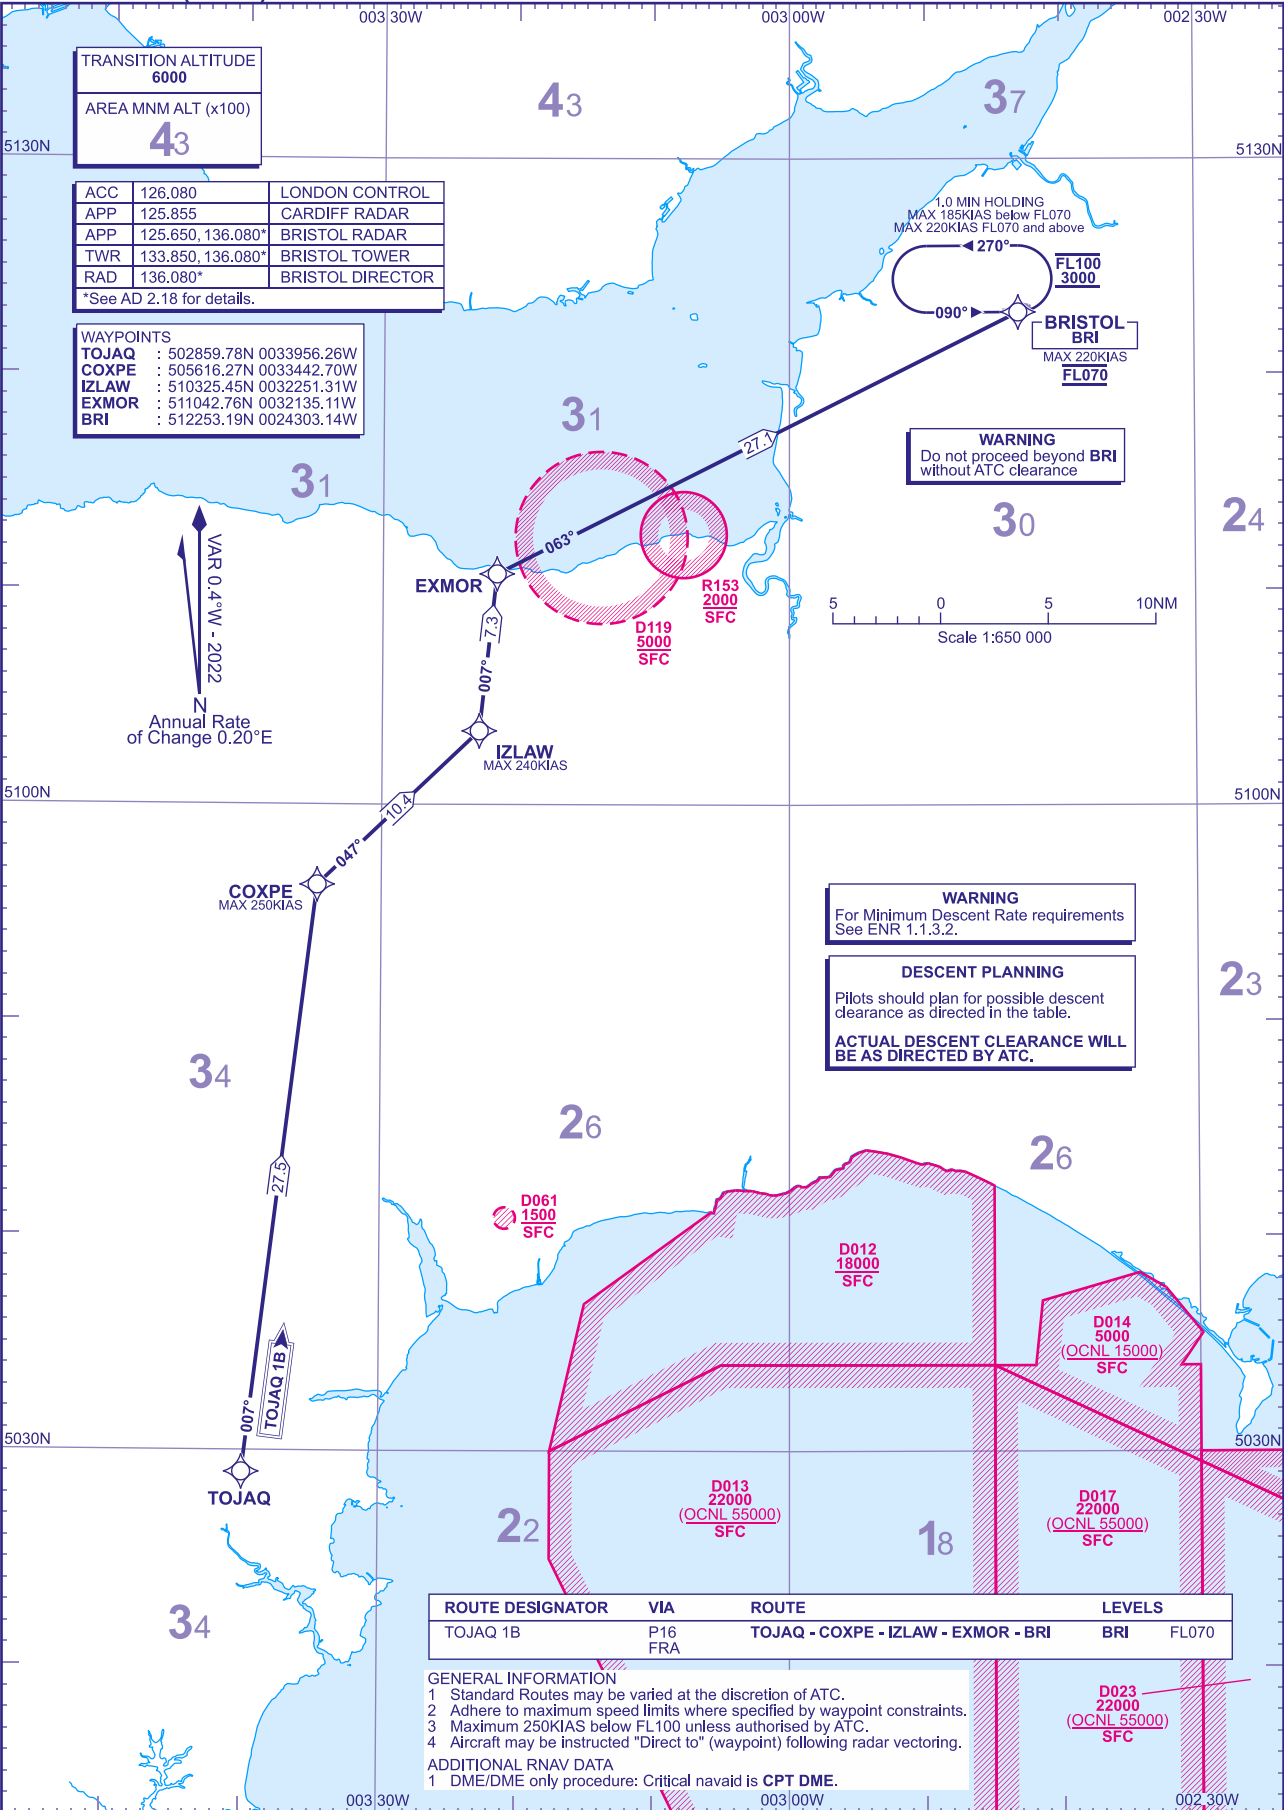 003 30W
003 00W
002 30W
TRANSITION ALTITUDE
6000
AREA MNM ALT (x100)
43
43
37
5130N
5130N
ACC 126.080 LONDON CONTROL
APP 125.855 CARDIFF RADAR
APP 125.650, 136.080* BRISTOL RADAR
TWR 133.850, 136.080* BRISTOL TOWER
RAD 136.080* BRISTOL DIRECTOR
*See AD 2.18 for details.
1.0 MIN HOLDING
MAX 185KIAS below FL070
MAX 220KIAS FL070 and above
270°
FL100
3000
090°
BRISTOL
BRI
MAX 220KIAS
FL070
WAYPOINTS
TOJAQ : 502859.78N 0033956.26W
COXPE : 505616.27N 0033442.70W
IZLAW : 510325.45N 0032251.31W
EXMOR : 511042.76N 0032135.11W
BRI : 512253.19N 0024303.14W
31
31
27.1
WARNING
Do not proceed beyond BRI
without ATC clearance
30
24
VAR 0.4°W - 2022
N
Annual Rate
of Change 0.20°E
063°
EXMOR
R153
2000
SFC
D119
5000
SFC
5 0 5 10NM
Scale 1:650 000
7.3
007°
IZLAW
MAX 240KIAS
5100N
5100N
10.4
047°
COXPE
MAX 250KIAS
WARNING
For Minimum Descent Rate requirements
See ENR 1.1.3.2.
DESCENT PLANNING
Pilots should plan for possible descent
clearance as directed in the table.
ACTUAL DESCENT CLEARANCE WILL
BE AS DIRECTED BY ATC.
23
34
26
26
27.5
D061
1500
SFC
D012
18000
SFC
D014
5000
(OCNL 15000)
SFC
TOJAQ 1B
007°
5030N
5030N
TOJAQ
D013
22000
(OCNL 55000)
SFC
D017
22000
(OCNL 55000)
SFC
22
18
34
ROUTE DESIGNATOR VIA ROUTE LEVELS
TOJAQ 1B P16 TOJAQ - COXPE - IZLAW - EXMOR - BRI BRI FL070
FRA
GENERAL INFORMATION
1 Standard Routes may be varied at the discretion of ATC.
2 Adhere to maximum speed limits where specified by waypoint constraints.
3 Maximum 250KIAS below FL100 unless authorised by ATC.
4 Aircraft may be instructed "Direct to" (waypoint) following radar vectoring.
ADDITIONAL RNAV DATA
1 DME/DME only procedure: Critical navaid is CPT DME.
D023
22000
(OCNL 55000)
SFC
003 30W
003 00W
002 30W